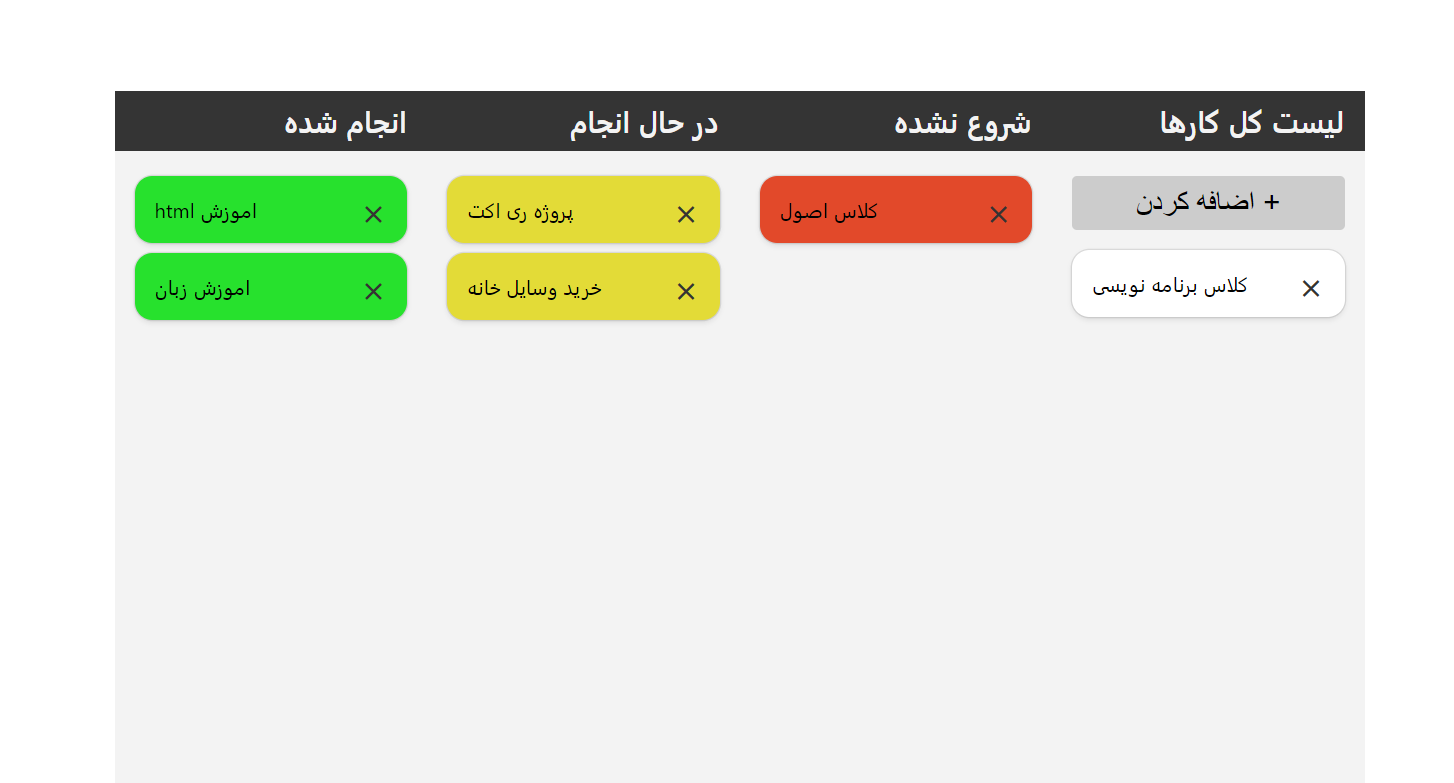 لیست کل کارها
شروع نشده
در حال انجام
انجام شده
+ اضافه کردن
کلاس برنامه نویسی
کلاس اصول
پروژه ری اکت
خرید وسایل خانه
اموزش html
اموزش زبان